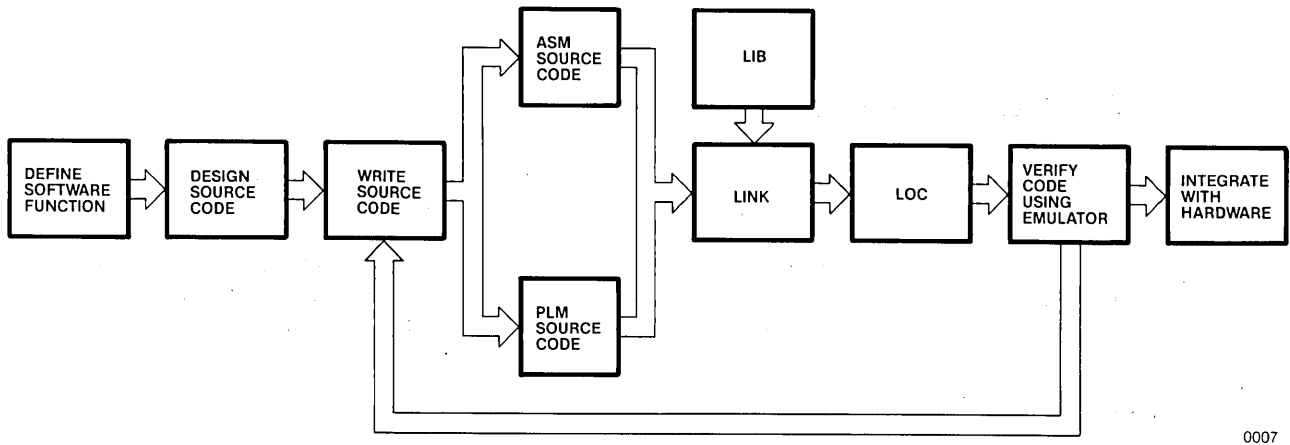 ASM
SOURCE
CODE
LIB
DEFINE
SOFTWARE
FUNCTION
DESIGN
SOURCE
CODE
WRITE
SOURCE
CODE
LINK
LOC
VERIFY
CODE
USING
EMULATOR
INTEGRATE
WITH
HARDWARE
PLM
SOURCE
CODE
0007